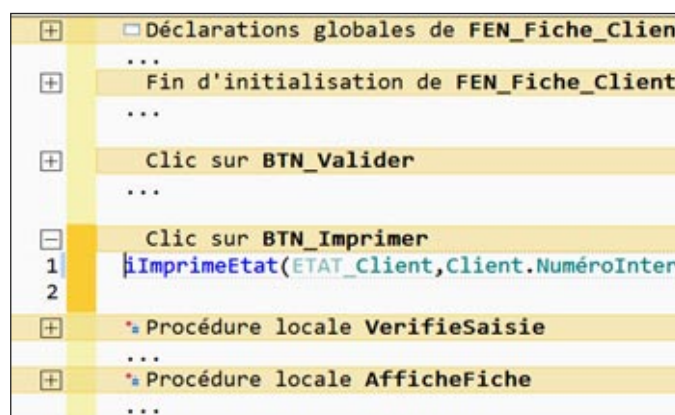 Déclarations globales de FEN_Fiche_Clien
...
Fin d'initialisation de FEN_Fiche_Client
...
Clic sur BTN_Valider
...
Clic sur BTN_Imprimer
1 iImprimeEtat(ETAT_Client,Client.NuméroInter
2
Procédure locale VerifieSaisie
...
Procédure locale AfficheFiche
...